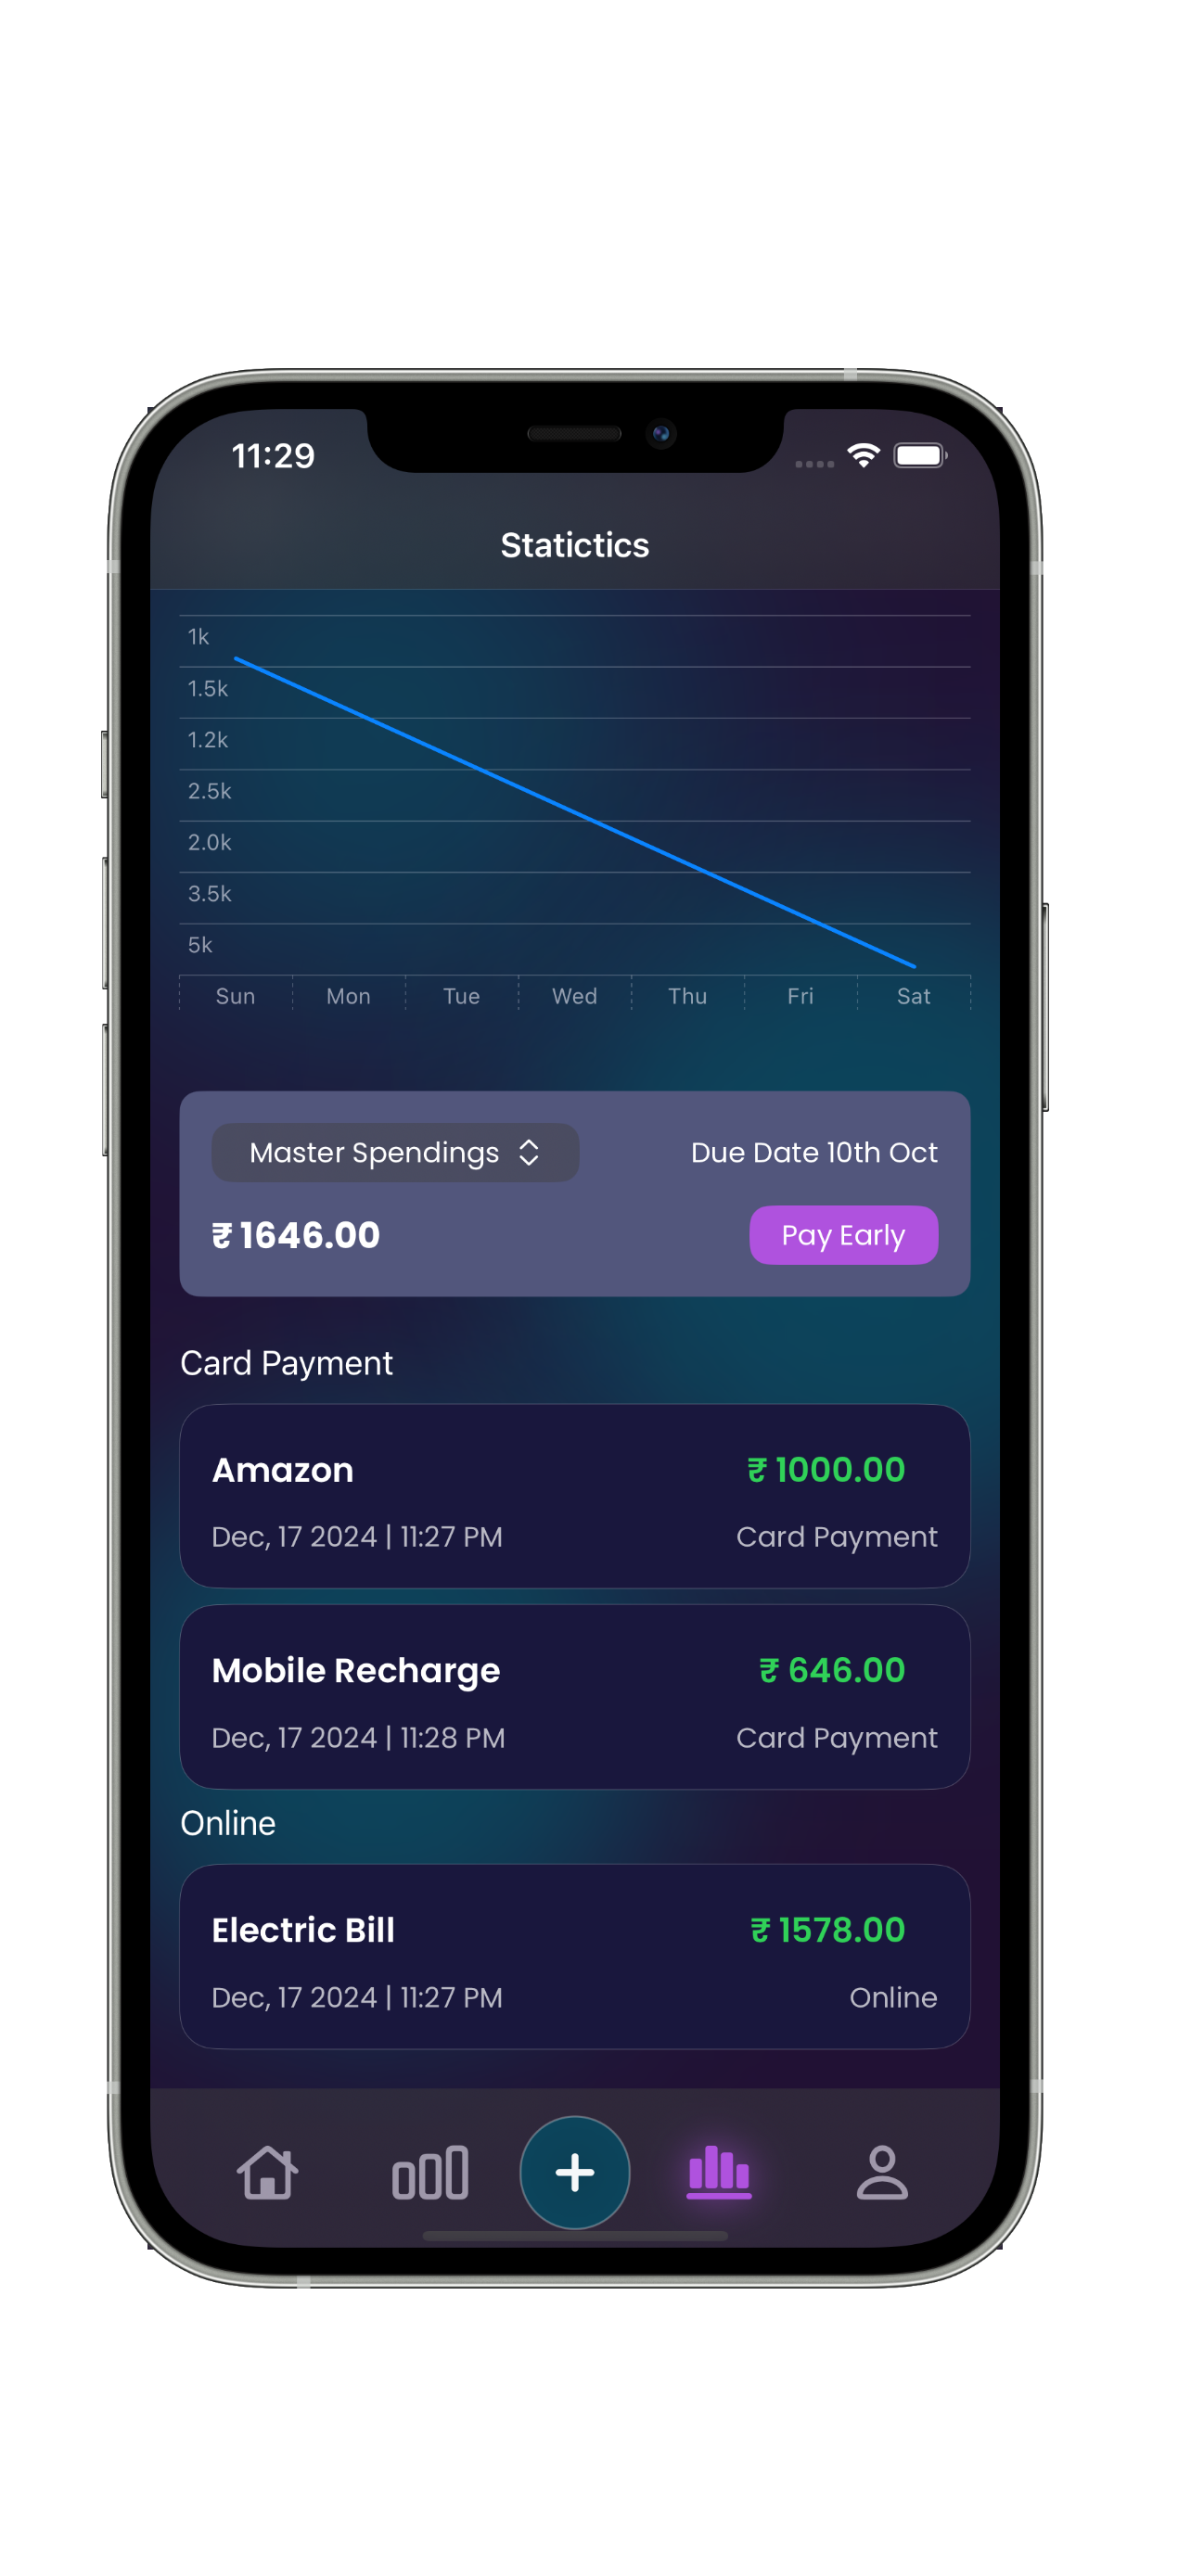 11:29
Statictics
1k
1.5k
1.2k
2.5k
2.0k
3.5k
5k
Sun Mon Tue Wed Thu Fri Sat
Master Spendings Due Date 10th Oct
₹ 1646.00 Pay Early
Card Payment
Amazon ₹ 1000.00
Dec, 17 2024 | 11:27 PM Card Payment
Mobile Recharge ₹ 646.00
Dec, 17 2024 | 11:28 PM Card Payment
Online
Electric Bill ₹ 1578.00
Dec, 17 2024 | 11:27 PM Online